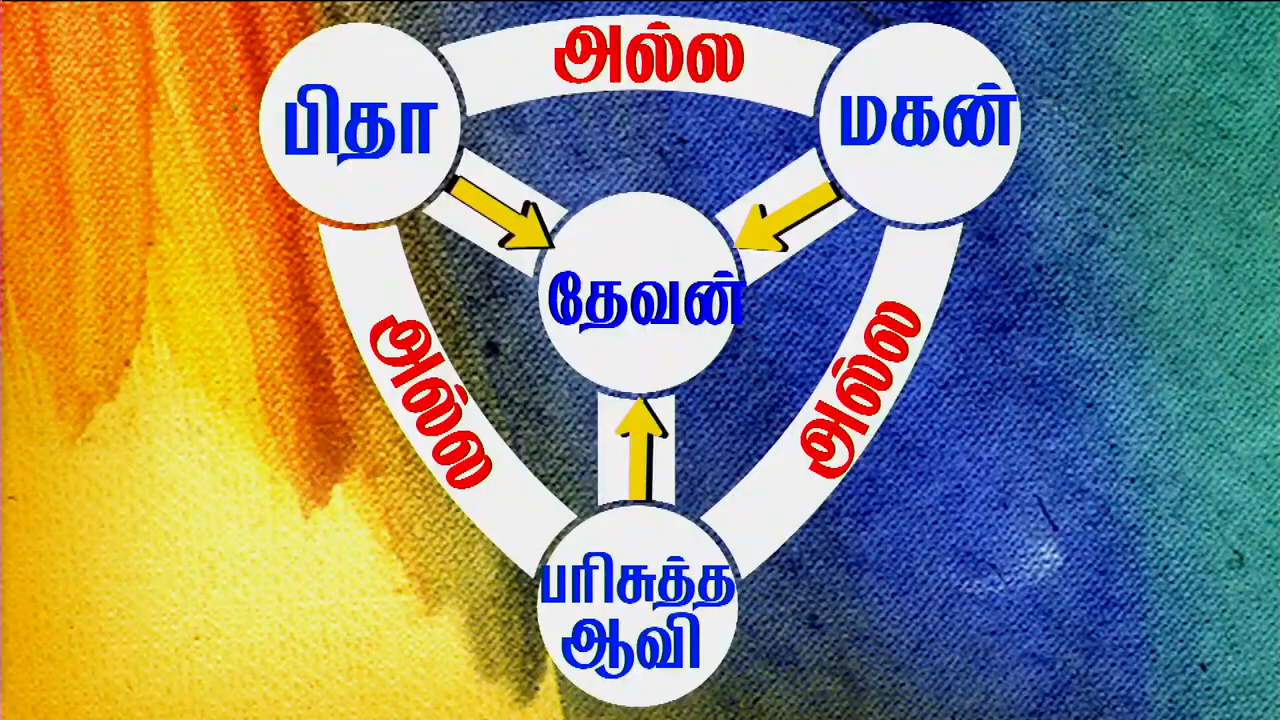 அல்ல
பிதா
மகன்
தேவன்
அல்ல
அல்ல
பரிசுத்த
ஆவி